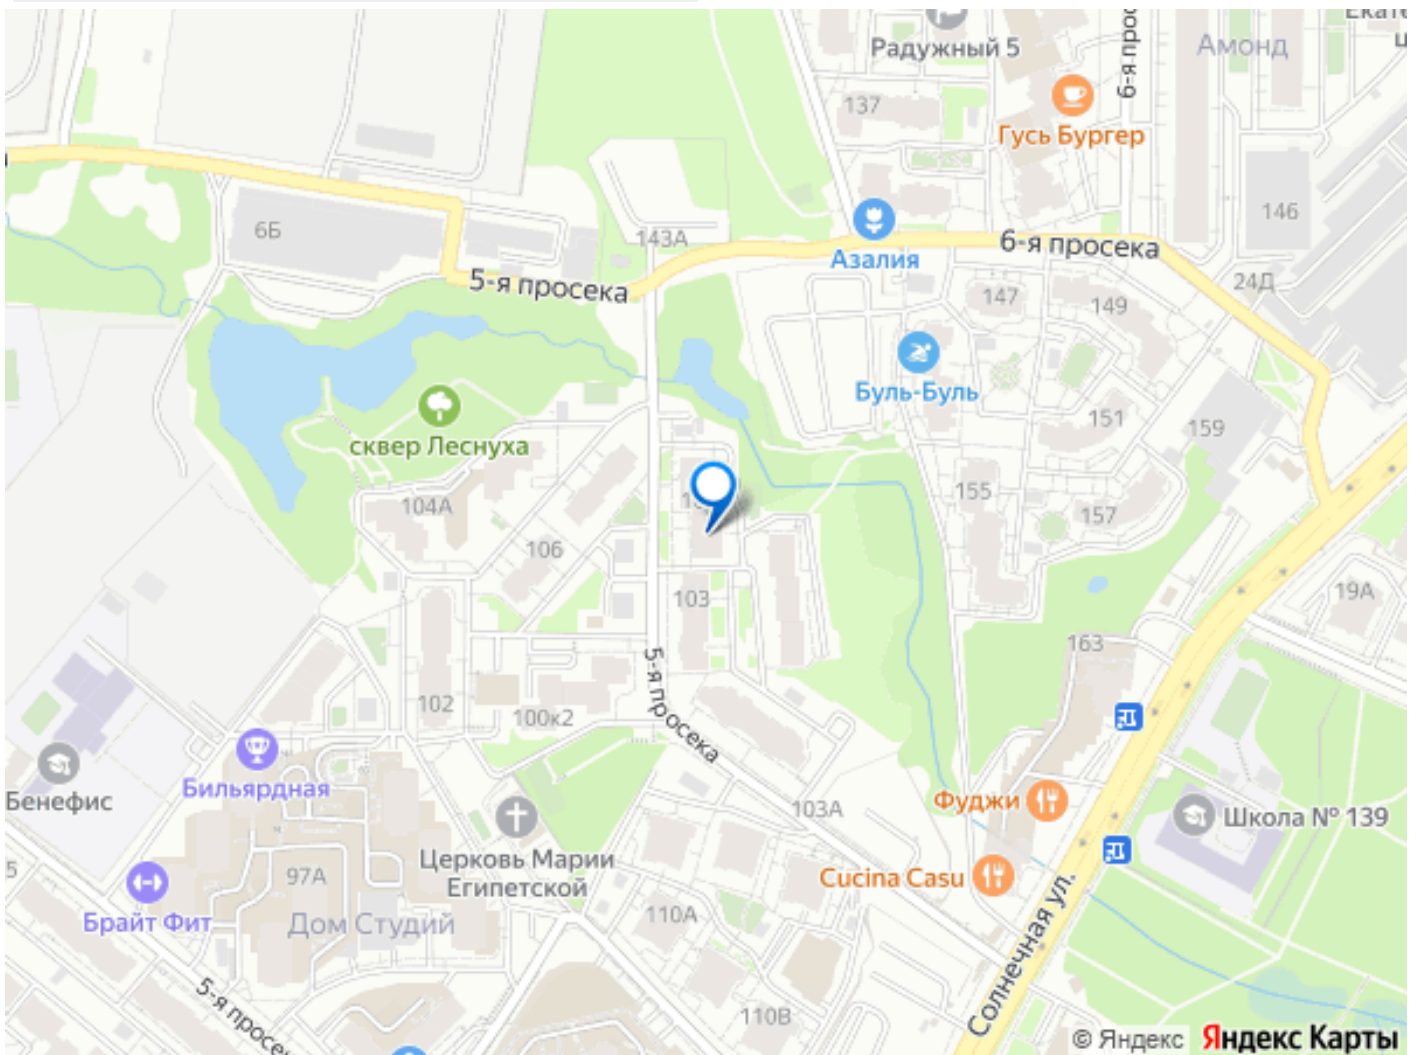 Радужный 5
Амонд
6-я прос
137
Гусь Бургер
146
6Б
143А
Азалия
6-я просека
5-я просека
24Д
147
149
Буль-Буль
сквер Леснуха
151
159
104А
155
157
106
103
19А
163
5-я просека
102
100к2
Бильярдная
Бенефис
103А
Фуджи
Школа № 139
Церковь Марии
Египетской
Cucina Casu
97А
Брайт Фит
Дом Студий
110А
Солнечная ул.
5-я просе
110В
© Яндекс Яндекс Карты